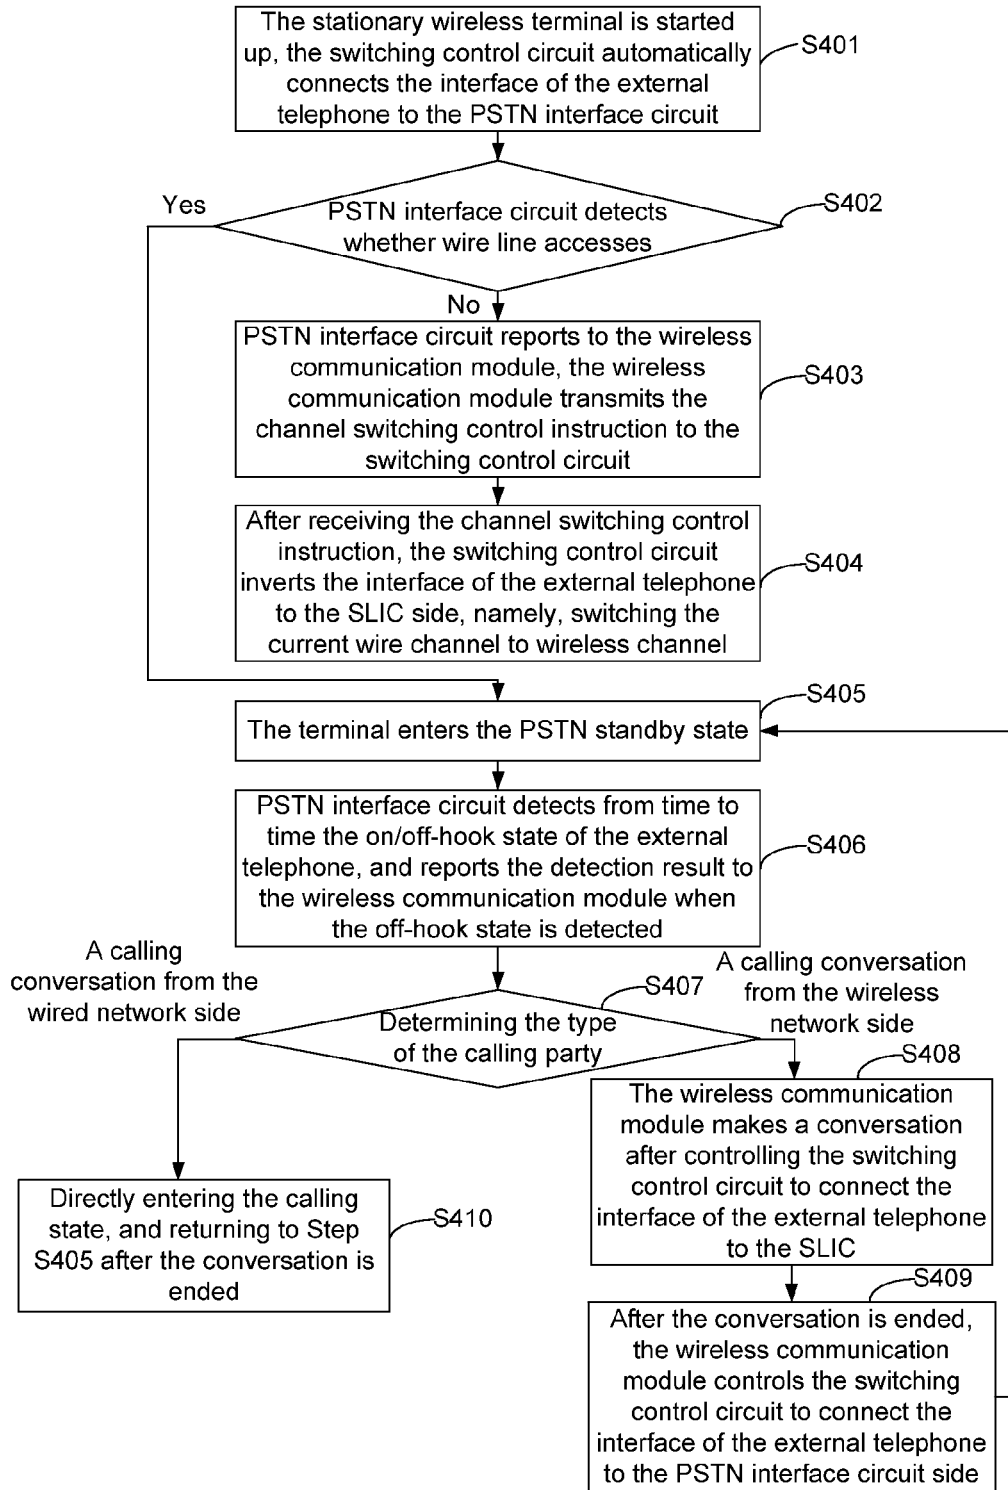 The stationary wireless terminal is started
up, the switching control circuit automatically
connects the interface of the external
telephone to the PSTN interface circuit
S401
Yes
PSTN interface circuit detects
whether wire line accesses
S402
No
PSTN interface circuit reports to the wireless
communication module, the wireless
communication module transmits the
channel switching control instruction to the
switching control circuit
S403
After receiving the channel switching control
instruction, the switching control circuit
inverts the interface of the external telephone
to the SLIC side, namely, switching the
current wire channel to wireless channel
S404
The terminal enters the PSTN standby state
S405
PSTN interface circuit detects from time to
time the on/off-hook state of the external
telephone, and reports the detection result to
the wireless communication module when
the off-hook state is detected
S406
A calling
conversation from the
wired network side
Determining the type
of the calling party
S407
A calling conversation
from the wireless
network side
S408
The wireless communication
module makes a conversation
after controlling the switching
control circuit to connect the
interface of the external telephone
to the SLIC
Directly entering the calling
state, and returning to Step
S405 after the conversation is
ended
S410
S409
After the conversation is ended,
the wireless communication
module controls the switching
control circuit to connect the
interface of the external telephone
to the PSTN interface circuit side